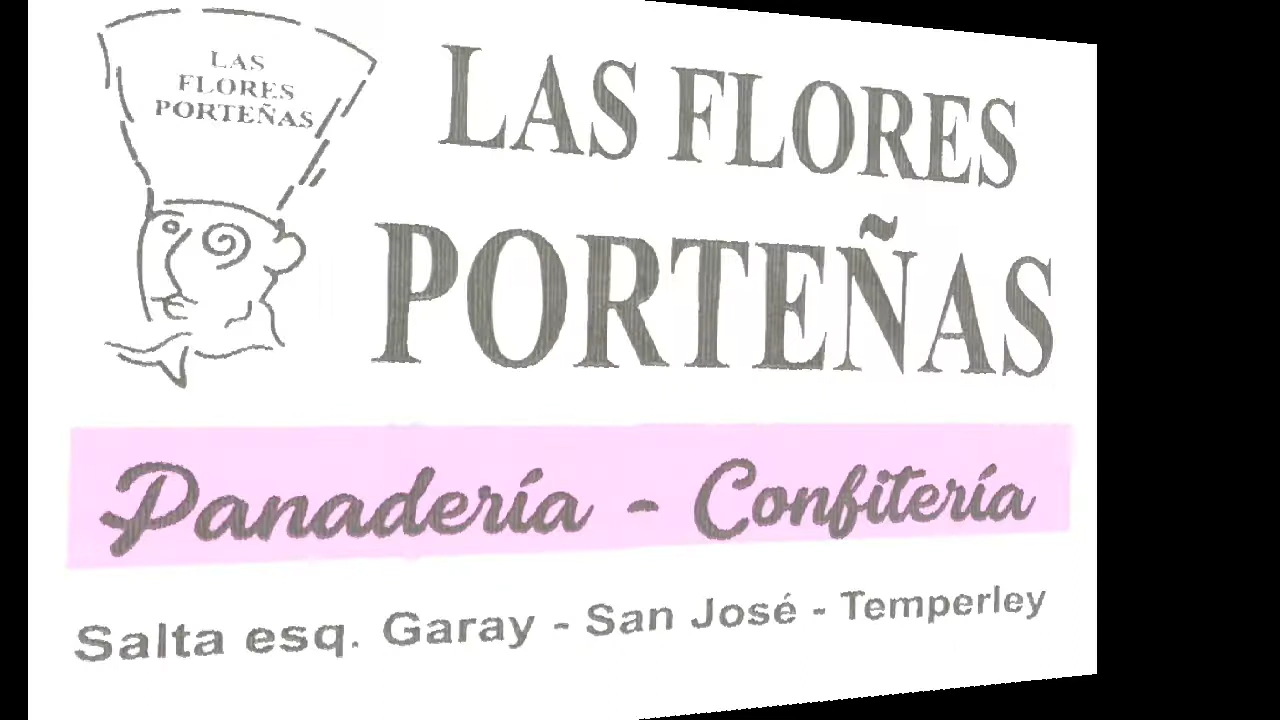 LAS
FLORES
PORTEÑAS
LAS FLORES
PORTEÑAS
Panadería - Confitería
Salta esq. Garay - San José - Temperley